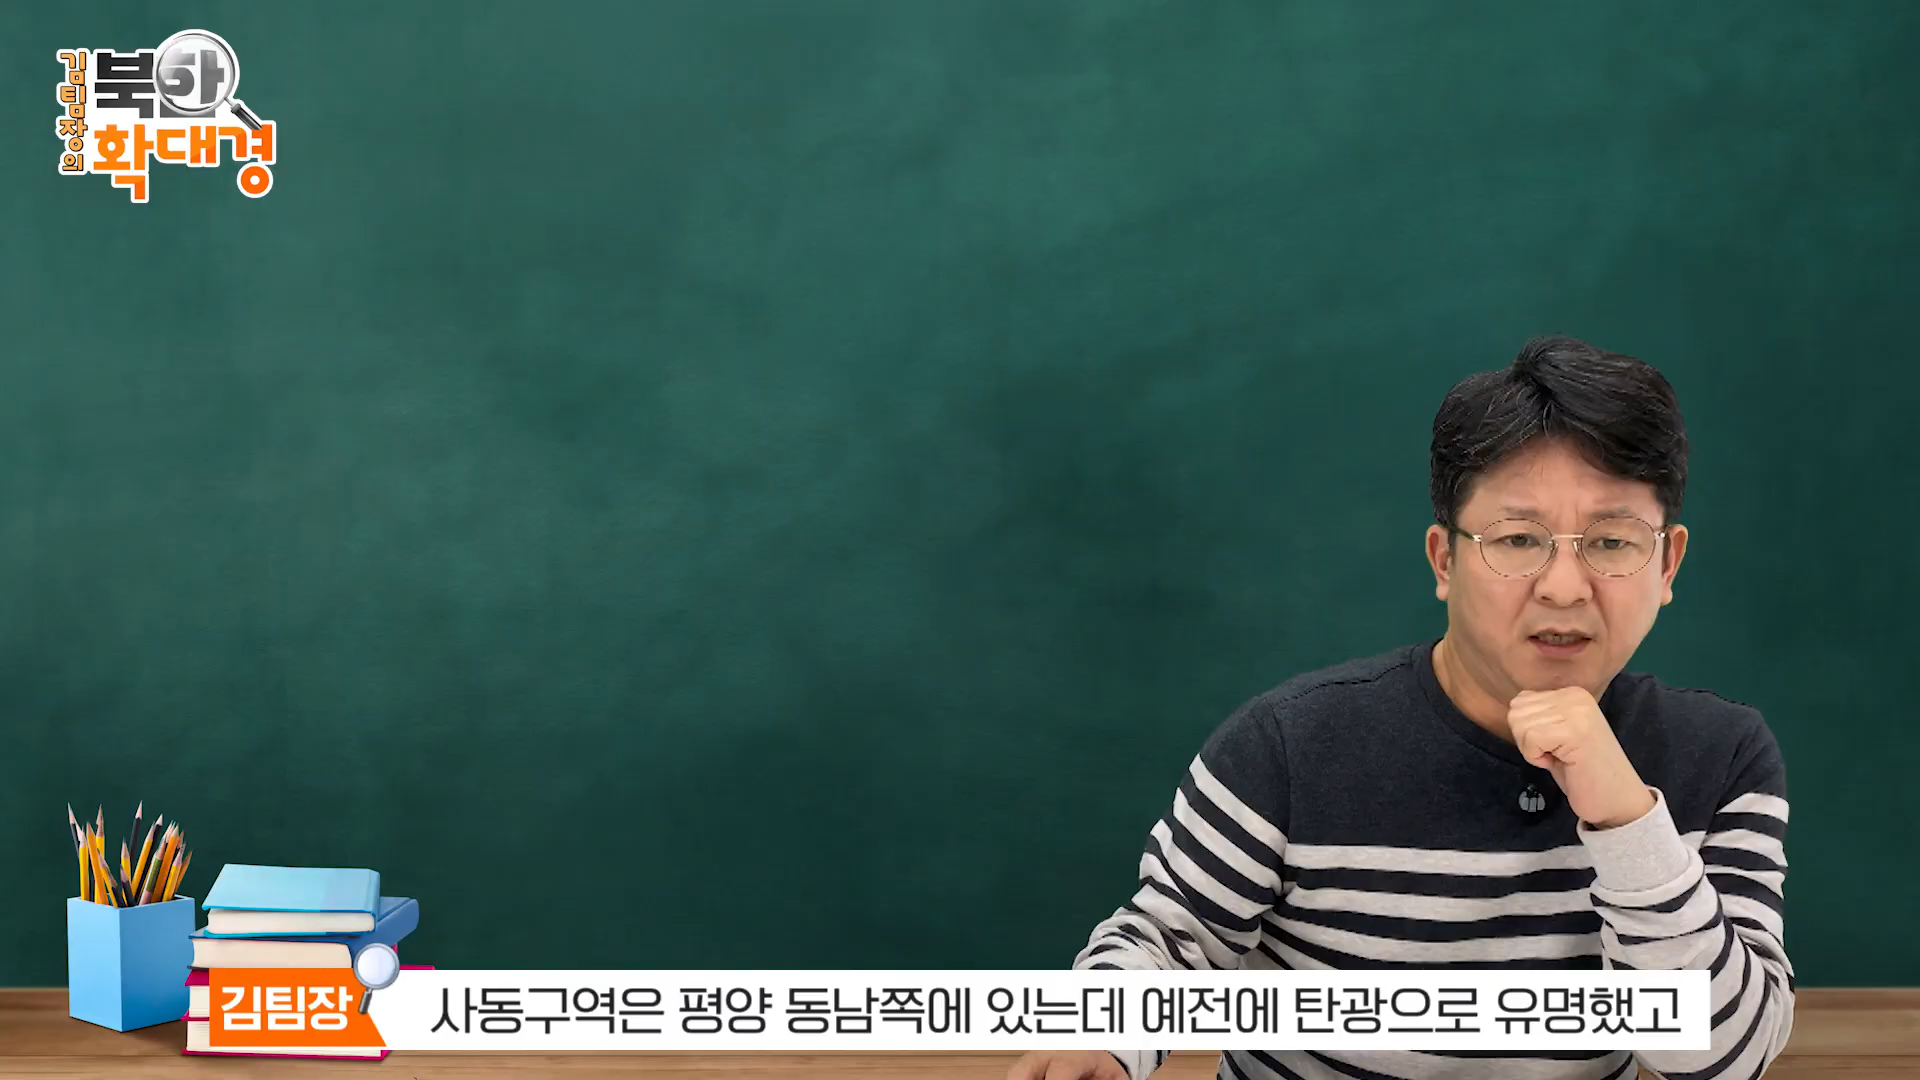 김팀장의
북한
확대경
김팀장
사동구역은 평양 동남쪽에 있는데 예전에 탄광으로 유명했고